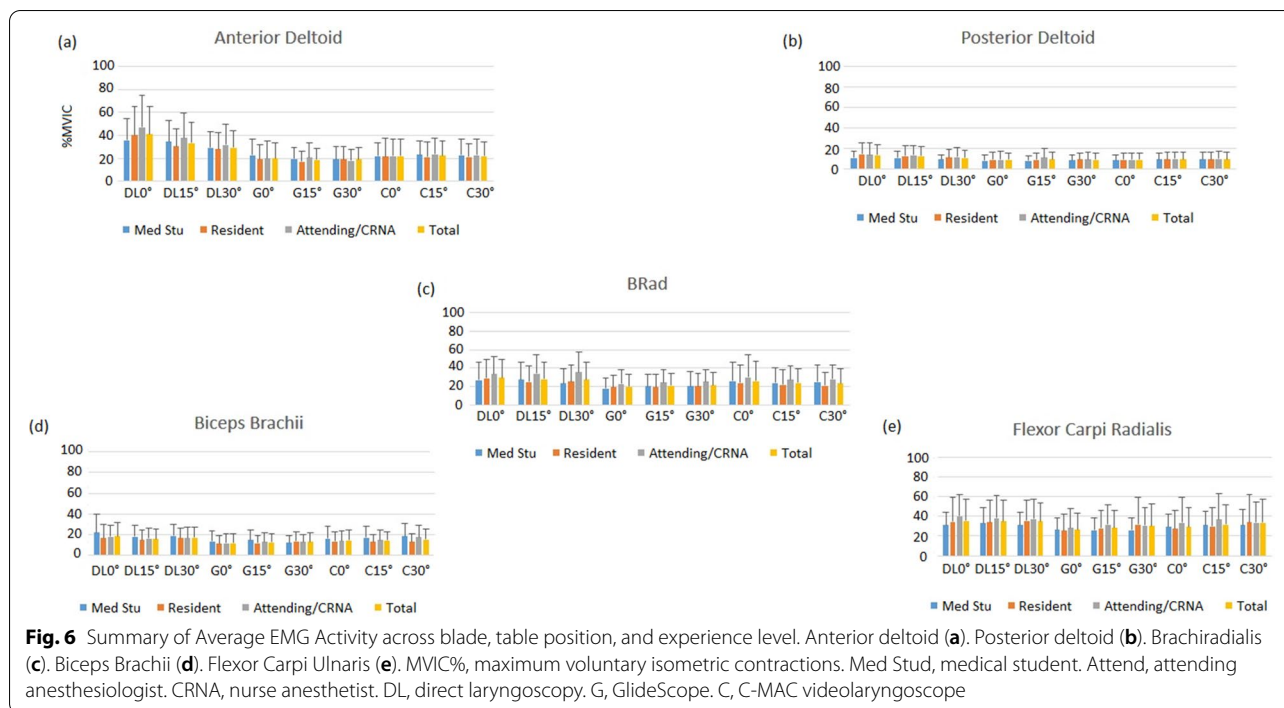 (a) Anterior Deltoid
%MVIC
100
80
60
40
20
0
DL0° DL15° DL30° G0° G15° G30° C0° C15° C30°
Med Stu Resident Attending/CRNA Total
(b) Posterior Deltoid
100
80
60
40
20
0
DL0° DL15° DL30° G0° G15° G30° C0° C15° C30°
Med Stu Resident Attending/CRNA Total
(c) BRad
100
80
60
40
20
0
DL0° DL15° DL30° G0° G15° G30° C0° C15° C30°
Med Stu Resident Attending/CRNA Total
(d) Biceps Brachii
100
80
60
40
20
0
DL0° DL15° DL30° G0° G15° G30° C0° C15° C30°
Med Stu Resident Attending/CRNA Total
(e) Flexor Carpi Radialis
100
80
60
40
20
0
DL0° DL15° DL30° G0° G15° G30° C0° C15° C30°
Med Stu Resident Attending/CRNA Total
Fig. 6 Summary of Average EMG Activity across blade, table position, and experience level. Anterior deltoid (a). Posterior deltoid (b). Brachiradialis
(c). Biceps Brachii (d). Flexor Carpi Ulnaris (e). MVIC%, maximum voluntary isometric contractions. Med Stud, medical student. Attend, attending
anesthesiologist. CRNA, nurse anesthetist. DL, direct laryngoscopy. G, GlideScope. C, C-MAC videolaryngoscope